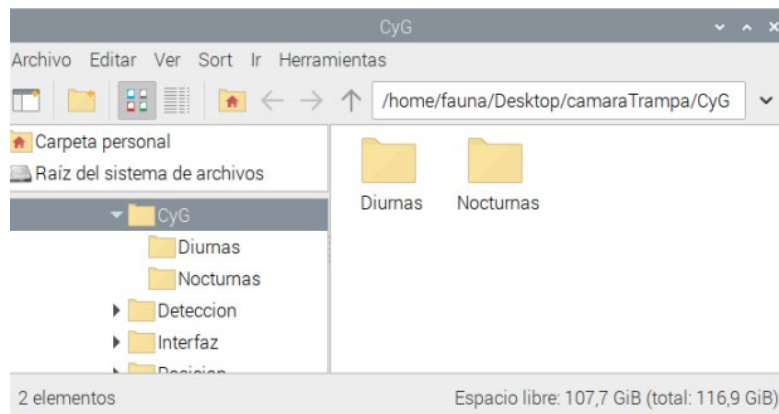 CyG
Archivo Editar Ver Sort Ir Herramientas
/home/fauna/Desktop/camaraTrampa/CyG
Carpeta personal
Raíz del sistema de archivos
CyG
Diurnas
Nocturnas
Deteccion
Interfaz
Diurnas Nocturnas
2 elementos Espacio libre: 107,7 GiB (total: 116,9 GiB)